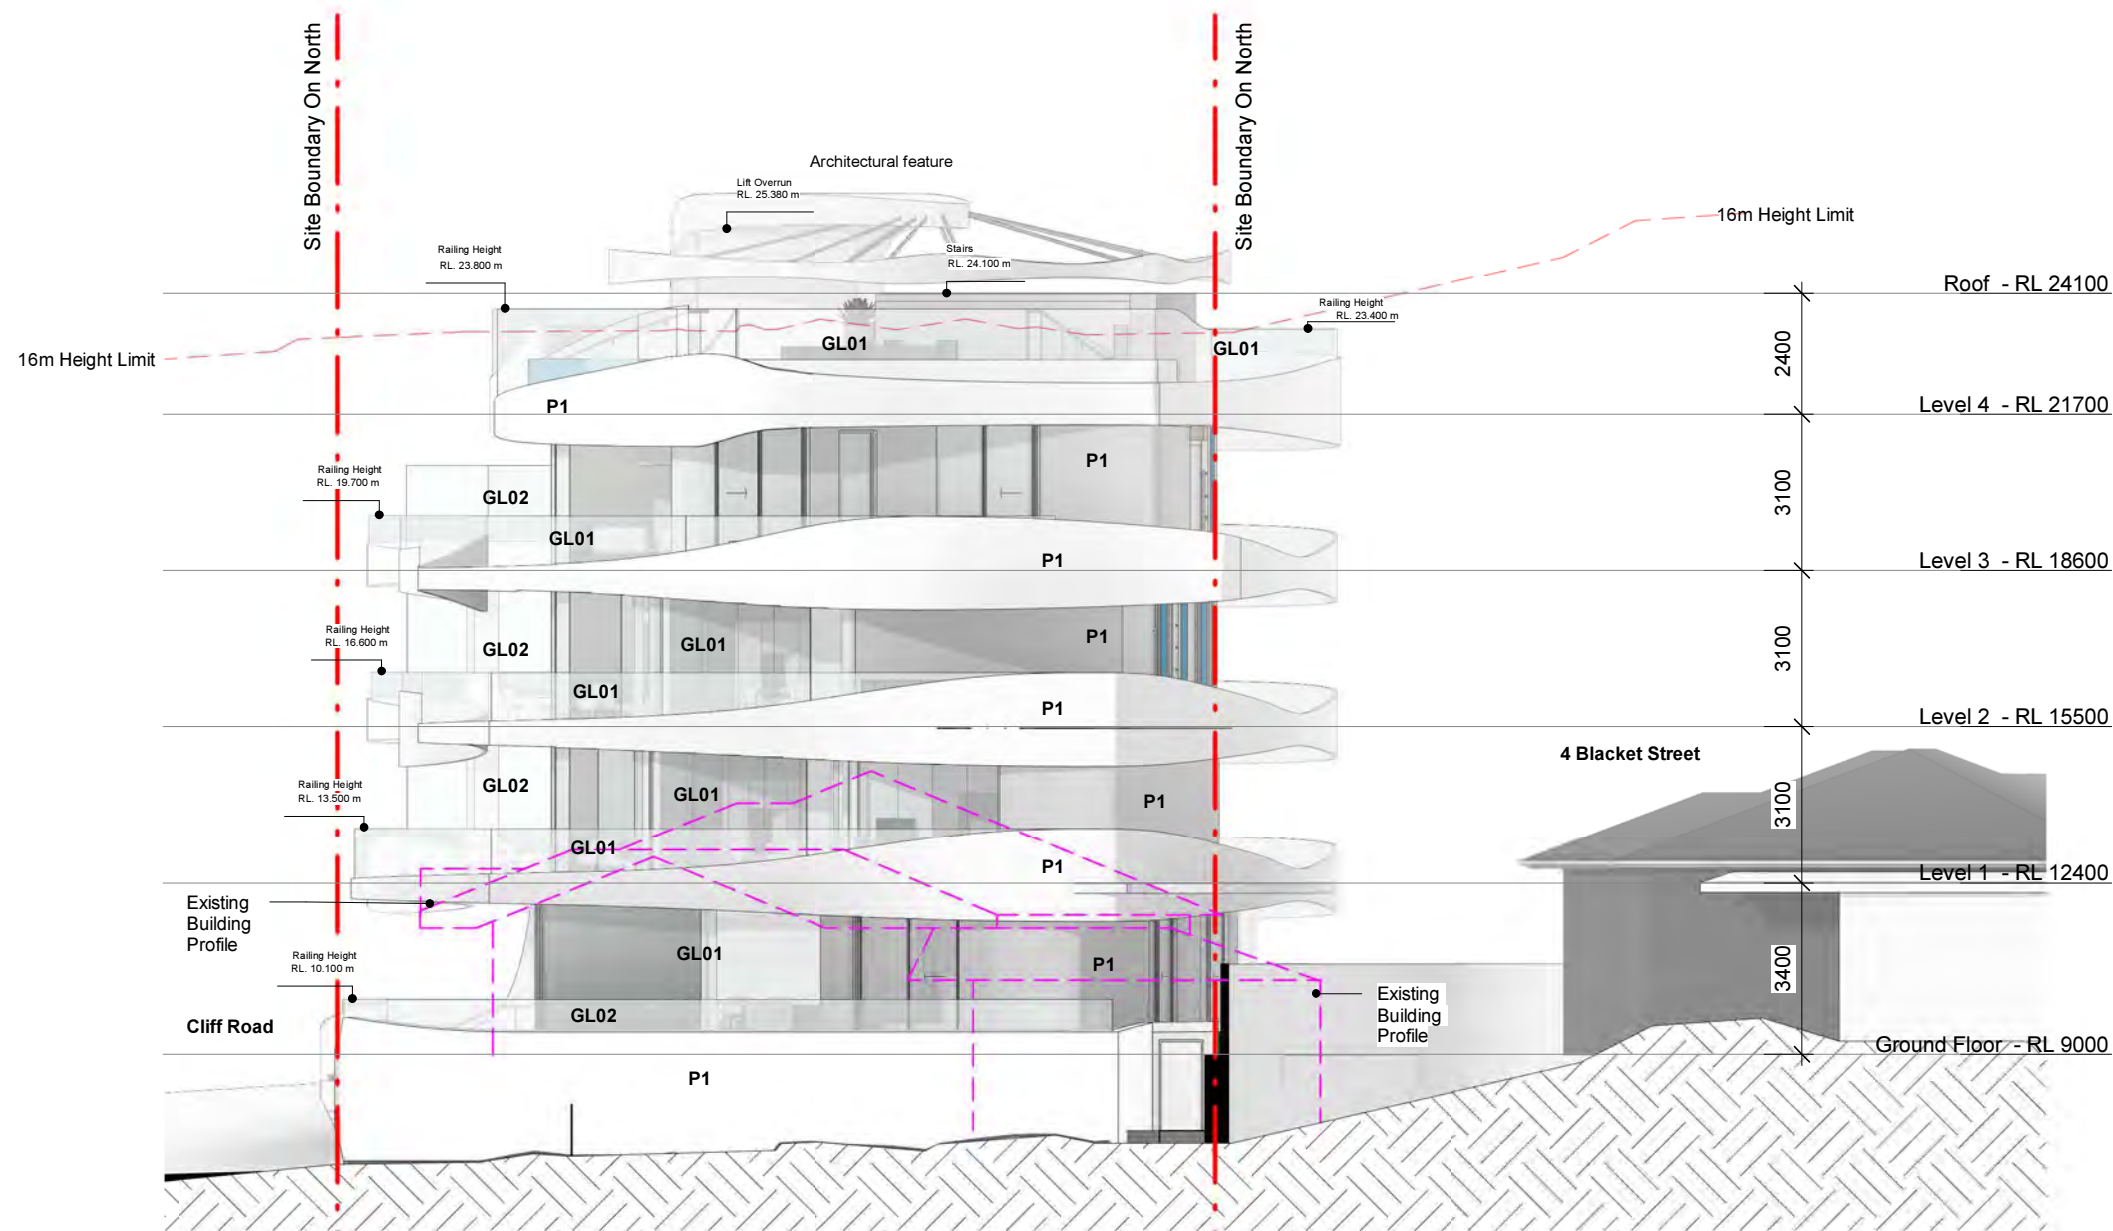 Site Boundary On North
Site Boundary On North
Architectural feature
Lift Overrun
RL. 25.380 m
16m Height Limit
Railing Height
RL. 23.800 m
Stairs
RL. 24.100 m
Roof - RL 24100
Railing Height
RL. 23.400 m
16m Height Limit
GL01
GL01
2400
P1
Level 4 - RL 21700
P1
Railing Height
RL. 19.700 m
GL02
3100
GL01
P1
Level 3 - RL 18600
Railing Height
RL. 16.600 m
GL02
GL01
P1
3100
GL01
P1
Level 2 - RL 15500
4 Blacket Street
Railing Height
RL. 13.500 m
GL02
GL01
P1
3100
GL01
P1
Level 1 - RL 12400
Existing
Building
Profile
Railing Height
RL. 10.100 m
GL01
P1
3400
Existing
Building
Profile
Cliff Road
GL02
Ground Floor - RL 9000
P1